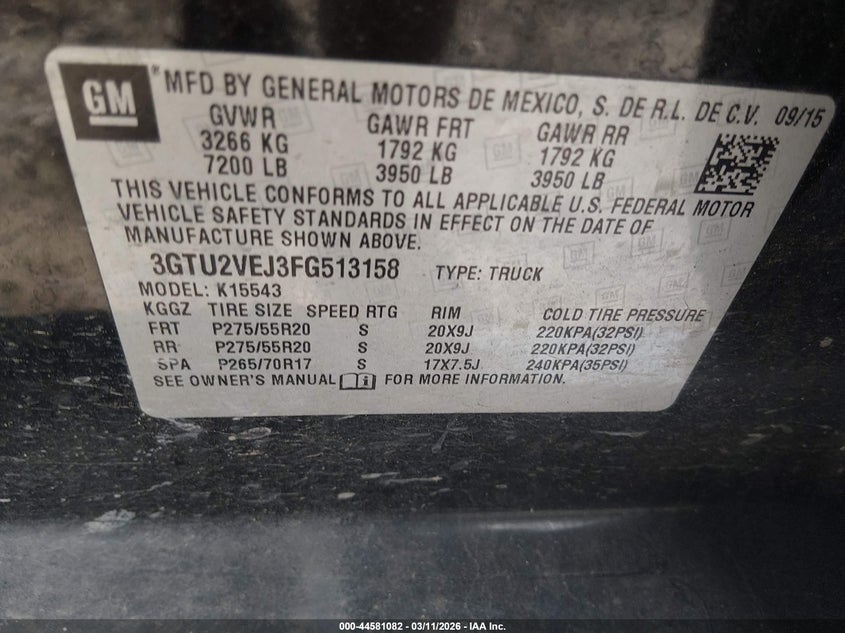 GM
MFD BY GENERAL MOTORS DE MEXICO, S. DE R.L. DE C.V. 09/15
GVWR GAWR FRT GAWR RR
3266 KG 1792 KG 1792 KG
7200 LB 3950 LB 3950 LB
THIS VEHICLE CONFORMS TO ALL APPLICABLE U.S. FEDERAL MOTOR
VEHICLE SAFETY STANDARDS IN EFFECT ON THE DATE OF
MANUFACTURE SHOWN ABOVE.
3GTU2VEJ3FG513158 TYPE: TRUCK
MODEL: K15543
KGGZ TIRE SIZE SPEED RTG RIM COLD TIRE PRESSURE
FRT P275/55R20 S 20X9J 220KPA(32PSI)
RR P275/55R20 S 20X9J 220KPA(32PSI)
SPA P265/70R17 S 17X7.5J 240KPA(35PSI)
SEE OWNER'S MANUAL FOR MORE INFORMATION.
000-44581082 - 03/11/2026 - IAA Inc.